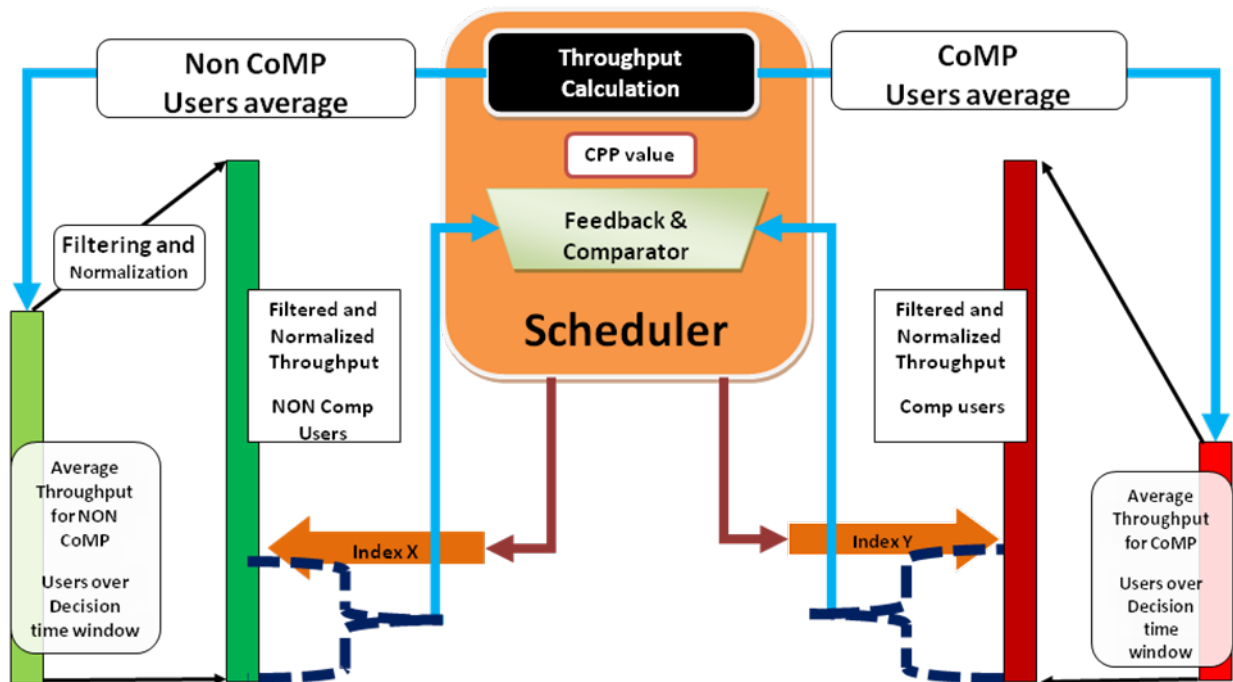 Non CoMP
Users average
Throughput
Calculation
CoMP
Users average
CPP value
Feedback &
Comparator
Filtering and
Normalization
Scheduler
Filtered and
Normalized
Throughput
NON Comp
Users
Filtered and
Normalized
Throughput
Comp users
Average
Throughput
for NON
CoMP
Users over
Decision
time window
Index X
Index Y
Average
Throughput
for CoMP
Users over
Decision
time
window